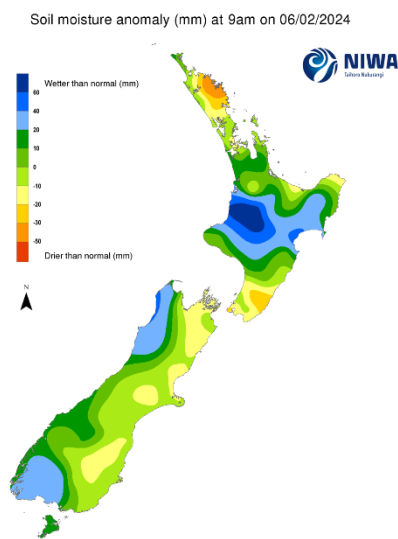 Soil moisture anomaly (mm) at 9am on 06/02/2024
NIWA
Taihoro Nukurangi
Wetter than normal (mm)
60
40
20
10
0
-10
-20
-30
-50
Drier than normal (mm)
N